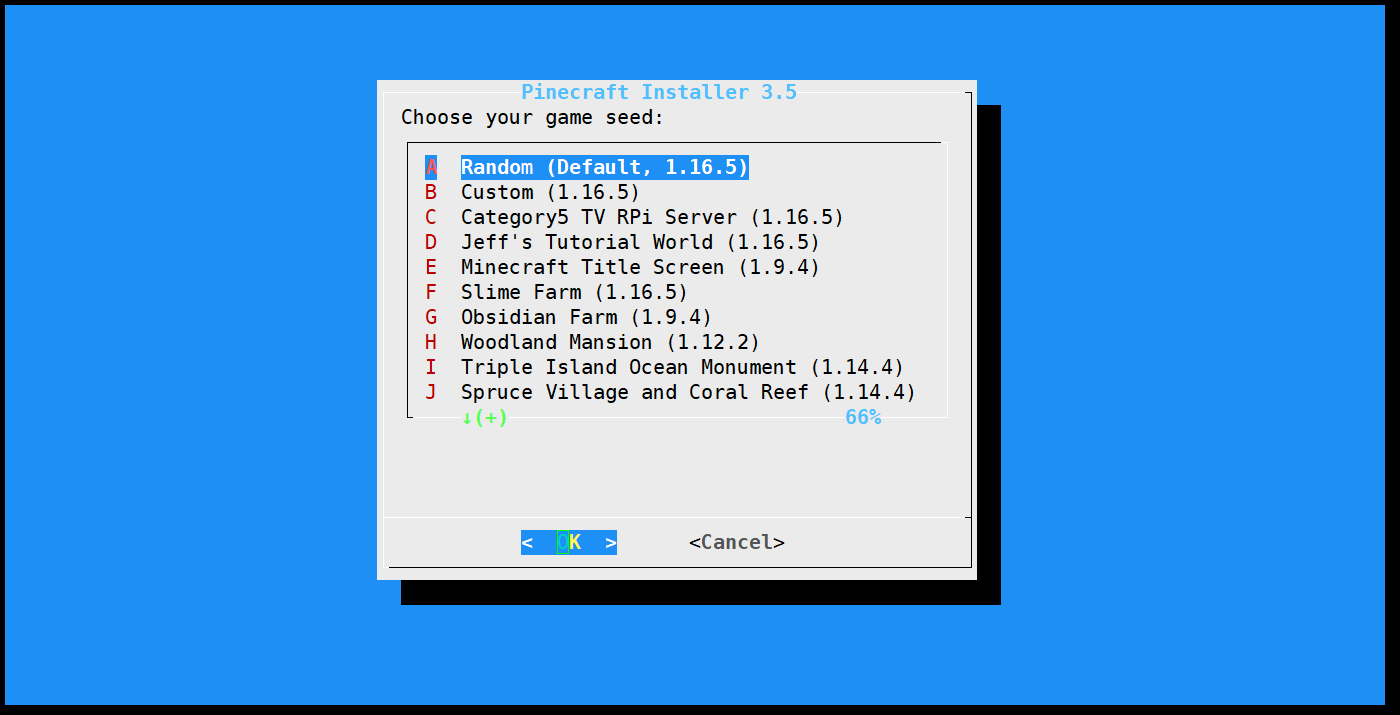 Pinecraft Installer 3.5
Choose your game seed:
A Random (Default, 1.16.5)
B Custom (1.16.5)
C Category5 TV RPi Server (1.16.5)
D Jeff's Tutorial World (1.16.5)
E Minecraft Title Screen (1.9.4)
F Slime Farm (1.16.5)
G Obsidian Farm (1.9.4)
H Woodland Mansion (1.12.2)
I Triple Island Ocean Monument (1.14.4)
J Spruce Village and Coral Reef (1.14.4)
↓(+) 66%
< OK > <Cancel>